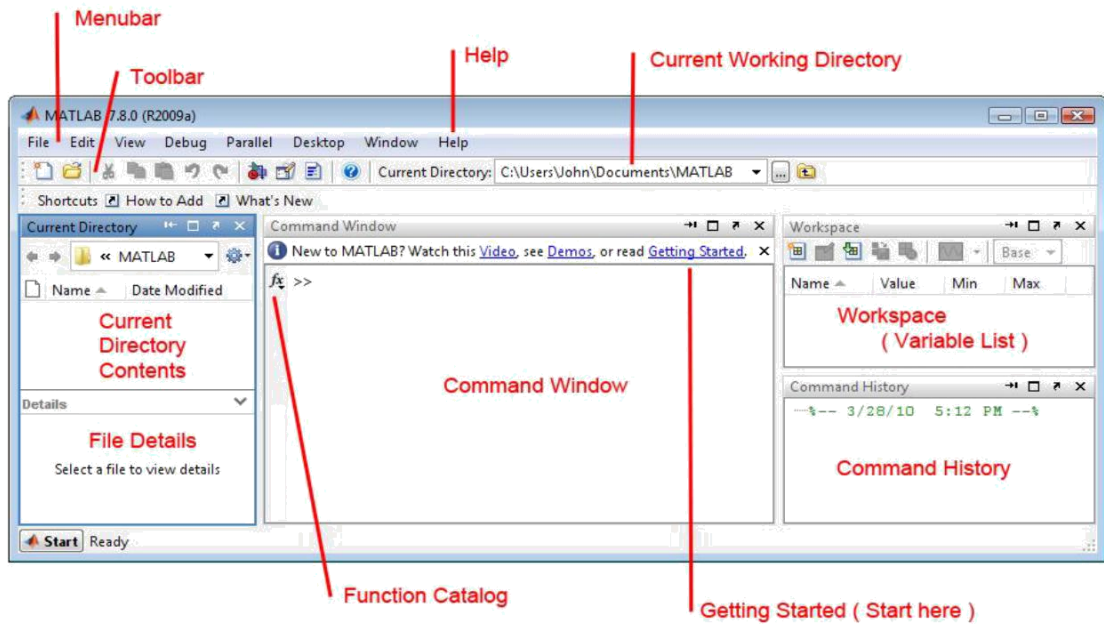 Menubar
Help
Current Working Directory
Toolbar
MATLAB 7.8.0 (R2009a)
File Edit View Debug Parallel Desktop Window Help
Current Directory: C:\Users\John\Documents\MATLAB ...
Shortcuts How to Add What's New
Current Directory
Command Window
Workspace
« MATLAB
New to MATLAB? Watch this Video, see Demos, or read Getting Started.
Base
Name Date Modified
fx >>
Name Value Min Max
Current
Directory
Contents
Workspace
( Variable List )
Command Window
Command History
Details
%-- 3/28/10 5:12 PM --%
File Details
Select a file to view details
Command History
Start Ready
Function Catalog
Getting Started ( Start here )